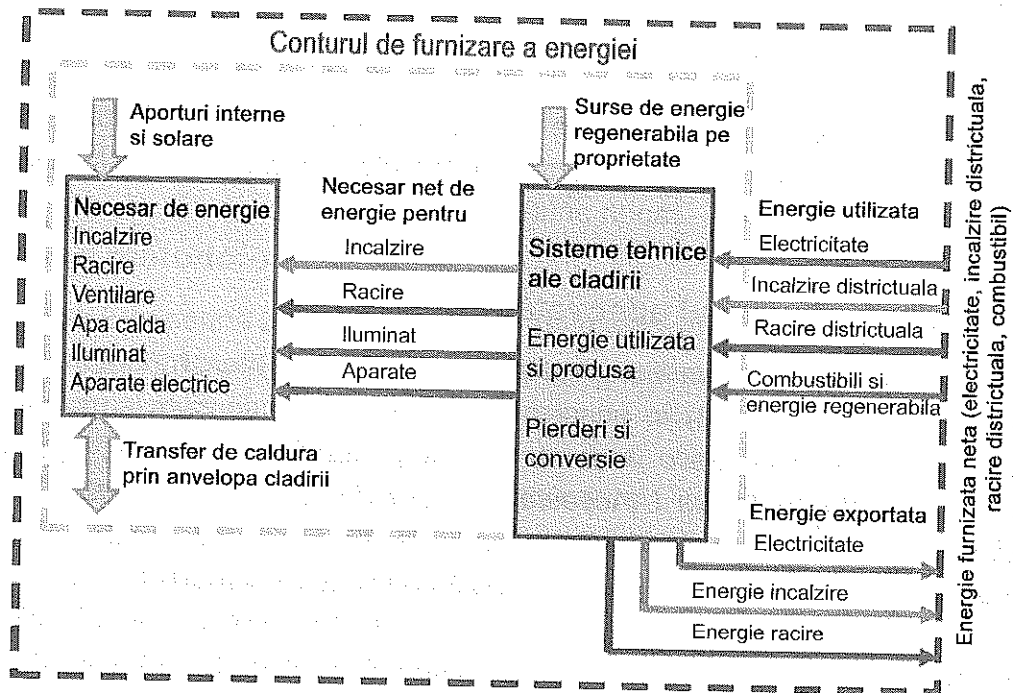 Conturul de furnizare a energiei
Aporturi interne
si solare
Surse de energie
regenerabila pe
proprietate
Necesar de energie
Incalzire
Racire
Ventilare
Apa calda
Iluminat
Aparate electrice
Necesar net de
energie pentru
Incalzire
Racire
Iluminat
Aparate
Sisteme tehnice
ale cladirii
Energie utilizata
si produsa
Pierderi si
conversie
Energie utilizata
Electricitate
Incalzire districtuala
Racire districtuala
Combustibili si
energie regenerabila
Transfer de caldura
prin anvelopa cladirii
Energie exportata
Electricitate
Energie incalzire
Energie racire
Energie furnizata neta (electricitate, incalzire districtuala,
racire districtuala, combustibil)